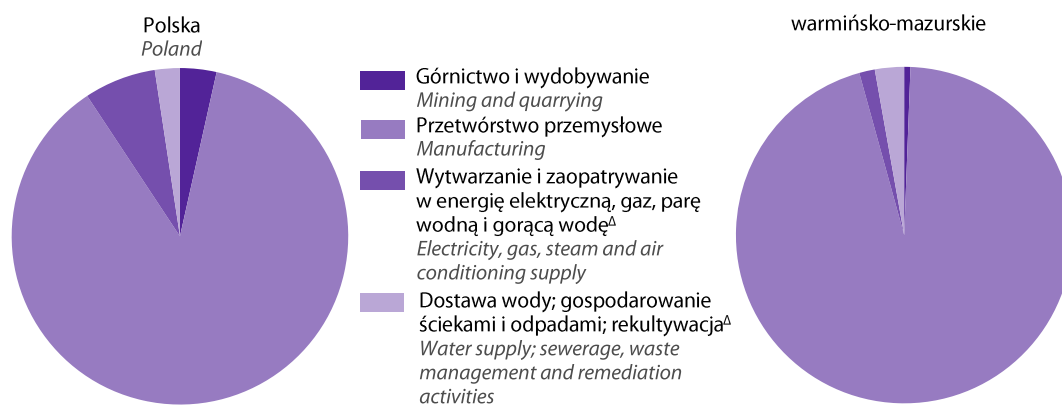 Polska
Poland
warmińsko-mazurskie
Górnictwo i wydobywanie
Mining and quarrying
Przetwórstwo przemysłowe
Manufacturing
Wytwarzanie i zaopatrywanie
w energię elektryczną, gaz, parę
wodną i gorącą wodę^Δ
Electricity, gas, steam and air
conditioning supply
Dostawa wody; gospodarowanie
ściekami i odpadami; rekultywacja^Δ
Water supply; sewerage, waste
management and remediation
activities